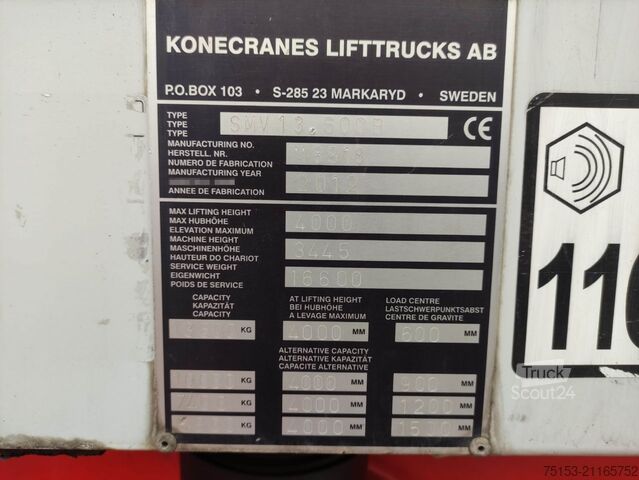 KONECRANES LIFTTRUCKS AB
P.O.BOX 103 • S-285 23 MARKARYD • SWEDEN
TYPE
TYPE
TYPE
SMV 13.600B
CE
MANUFACTURING NO.
HERSTELL. NR.
NUMERO DE FABRICATION
MANUFACTURING YEAR
2012
ANNEE DE FABRICATION
MAX LIFTING HEIGHT
MAX HUBHÖHE
ELEVATION MAXIMUM
4000
MACHINE HEIGHT
MASCHINENHÖHE
HAUTEUR DU CHARIOT
3445
SERVICE WEIGHT
EIGENWICHT
POIDS DE SERVICE
16600
CAPACITY
KAPAZITÄT
CAPACITY
AT LIFTING HEIGHT
BEI HUBHÖHE
A LEVAGE MAXIMUM
LOAD CENTRE
LASTSCHWERPUNKTSABST
CENTRE DE GRAVITE
KG 4000 MM 600 MM
ALTERNATIVE CAPACITY
ALTERNATIVE KAPAZITÄT
CAPACITE ALTERNATIVE
KG 4000 MM 900 MM
KG 4000 MM 1200 MM
KG 4000 MM 1500 MM
11
Truck
Scout24
75153-21165752